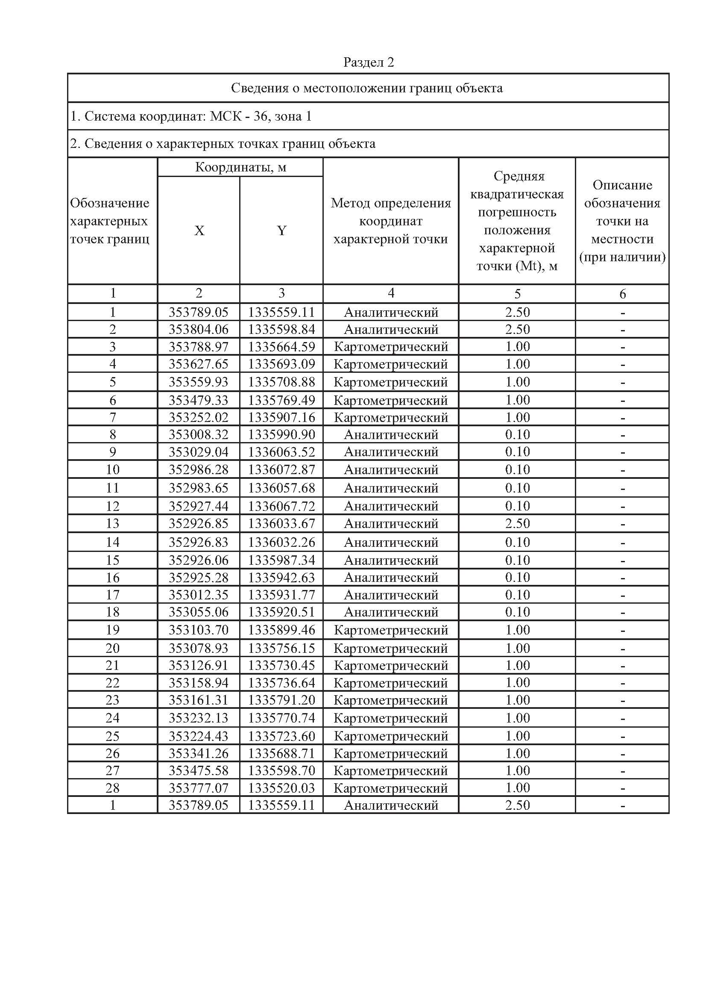 Раздел 2
Сведения о местоположении границ объекта
1. Система координат: МСК - 36, зона 1
2. Сведения о характерных точках границ объекта
Обозначение
характерных
точек границ
Координаты, м
X Y
Метод определения
координат
характерной точки
Средняя
квадратическая
погрешность
положения
характерной
точки (Mt), м
Описание
обозначения
точки на
местности
(при наличии)
1 2 3 4 5 6
1 353789.05 1335559.11 Аналитический 2.50 -
2 353804.06 1335598.84 Аналитический 2.50 -
3 353788.97 1335664.59 Картометрический 1.00 -
4 353627.65 1335693.09 Картометрический 1.00 -
5 353559.93 1335708.88 Картометрический 1.00 -
6 353479.33 1335769.49 Картометрический 1.00 -
7 353252.02 1335907.16 Картометрический 1.00 -
8 353008.32 1335990.90 Аналитический 0.10 -
9 353029.04 1336063.52 Аналитический 0.10 -
10 352986.28 1336072.87 Аналитический 0.10 -
11 352983.65 1336057.68 Аналитический 0.10 -
12 352927.44 1336067.72 Аналитический 0.10 -
13 352926.85 1336033.67 Аналитический 2.50 -
14 352926.83 1336032.26 Аналитический 0.10 -
15 352926.06 1335987.34 Аналитический 0.10 -
16 352925.28 1335942.63 Аналитический 0.10 -
17 353012.35 1335931.77 Аналитический 0.10 -
18 353055.06 1335920.51 Аналитический 0.10 -
19 353103.70 1335899.46 Картометрический 1.00 -
20 353078.93 1335756.15 Картометрический 1.00 -
21 353126.91 1335730.45 Картометрический 1.00 -
22 353158.94 1335736.64 Картометрический 1.00 -
23 353161.31 1335791.20 Картометрический 1.00 -
24 353232.13 1335770.74 Картометрический 1.00 -
25 353224.43 1335723.60 Картометрический 1.00 -
26 353341.26 1335688.71 Картометрический 1.00 -
27 353475.58 1335598.70 Картометрический 1.00 -
28 353777.07 1335520.03 Картометрический 1.00 -
1 353789.05 1335559.11 Аналитический 2.50 -